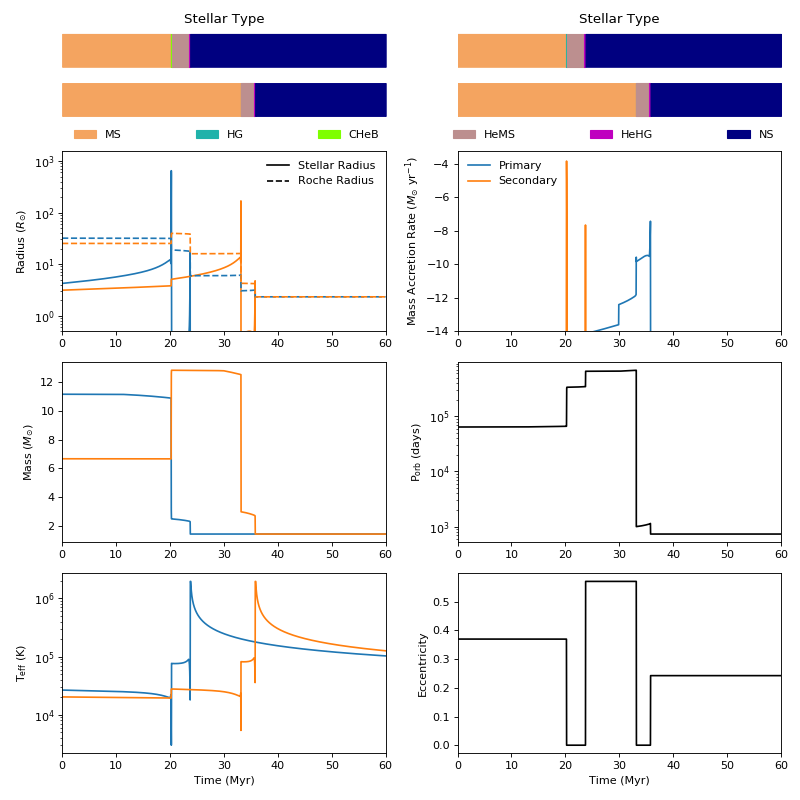 Stellar Type
Stellar Type
MS HG CHeB
HeMS HeHG NS
Radius (R⊙)
10³
10²
10¹
10⁰
Stellar Radius
Roche Radius
0 10 20 30 40 50 60
Mass Accretion Rate (M⊙ yr⁻¹)
−4
−6
−8
−10
−12
−14
Primary
Secondary
0 10 20 30 40 50 60
Mass (M⊙)
12
10
8
6
4
2
0 10 20 30 40 50 60
Porb (days)
10⁵
10⁴
10³
0 10 20 30 40 50 60
Teff (K)
10⁶
10⁵
10⁴
0 10 20 30 40 50 60
Time (Myr)
Eccentricity
0.5
0.4
0.3
0.2
0.1
0.0
0 10 20 30 40 50 60
Time (Myr)